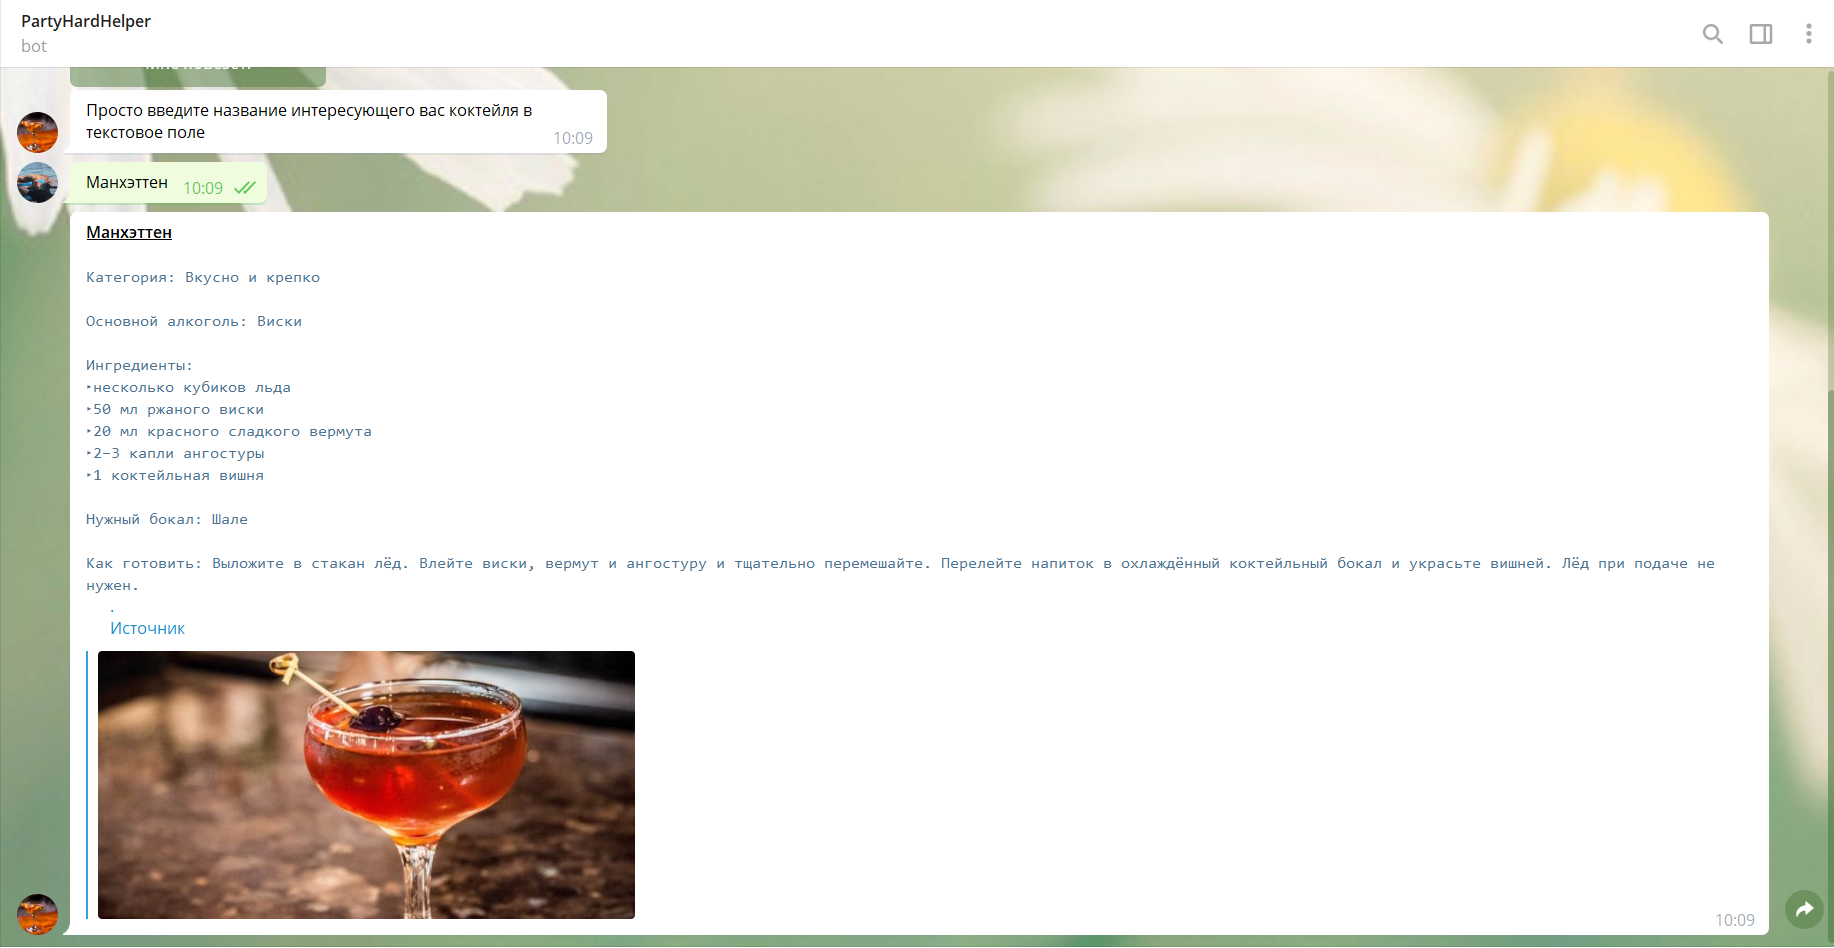 PartyHardHelper
bot
Просто введите название интересующего вас коктейля в
текстовое поле
10:09
Манхэттен 10:09
Манхэттен
Категория: Вкусно и крепко
Основной алкоголь: Виски
Ингредиенты:
‣несколько кубиков льда
‣50 мл ржаного виски
‣20 мл красного сладкого вермута
‣2–3 капли ангостуры
‣1 коктейльная вишня
Нужный бокал: Шале
Как готовить: Выложите в стакан лёд. Влейте виски, вермут и ангостуру и тщательно перемешайте. Перелейте напиток в охлаждённый коктейльный бокал и украсьте вишней. Лёд при подаче не
нужен.
.
Источник
10:09